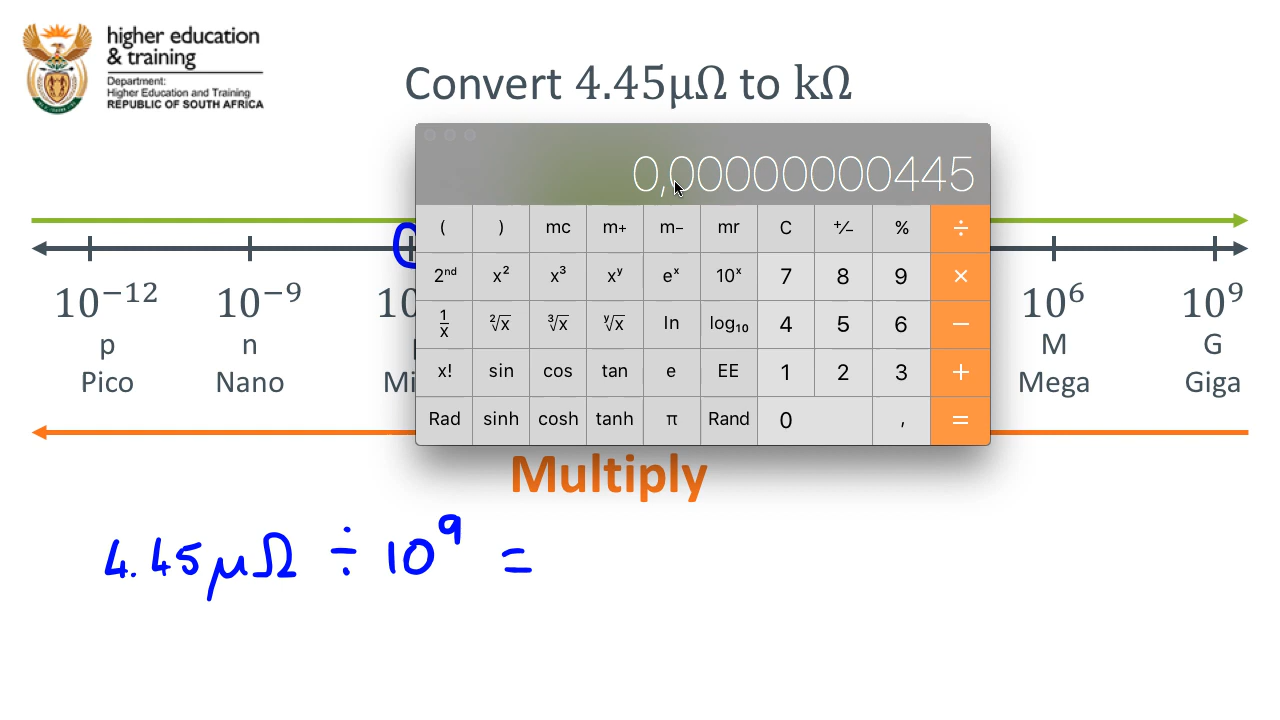 higher education
& training
Department:
Higher Education and Training
REPUBLIC OF SOUTH AFRICA
Convert 4.45µΩ to kΩ
0,00000000445
( ) mc m+ m- mr C +/- % ÷
2nd x² x³ xʸ eˣ 10ˣ 7 8 9 ×
1/x ²√x ³√x ʸ√x ln log₁₀ 4 5 6 −
x! sin cos tan e EE 1 2 3 +
Rad sinh cosh tanh π Rand 0 , =
10⁻¹² 10⁻⁹ 10 10⁶ 10⁹
p n M G
Pico Nano Mi Mega Giga
Multiply
4.45µΩ ÷ 10⁹ =